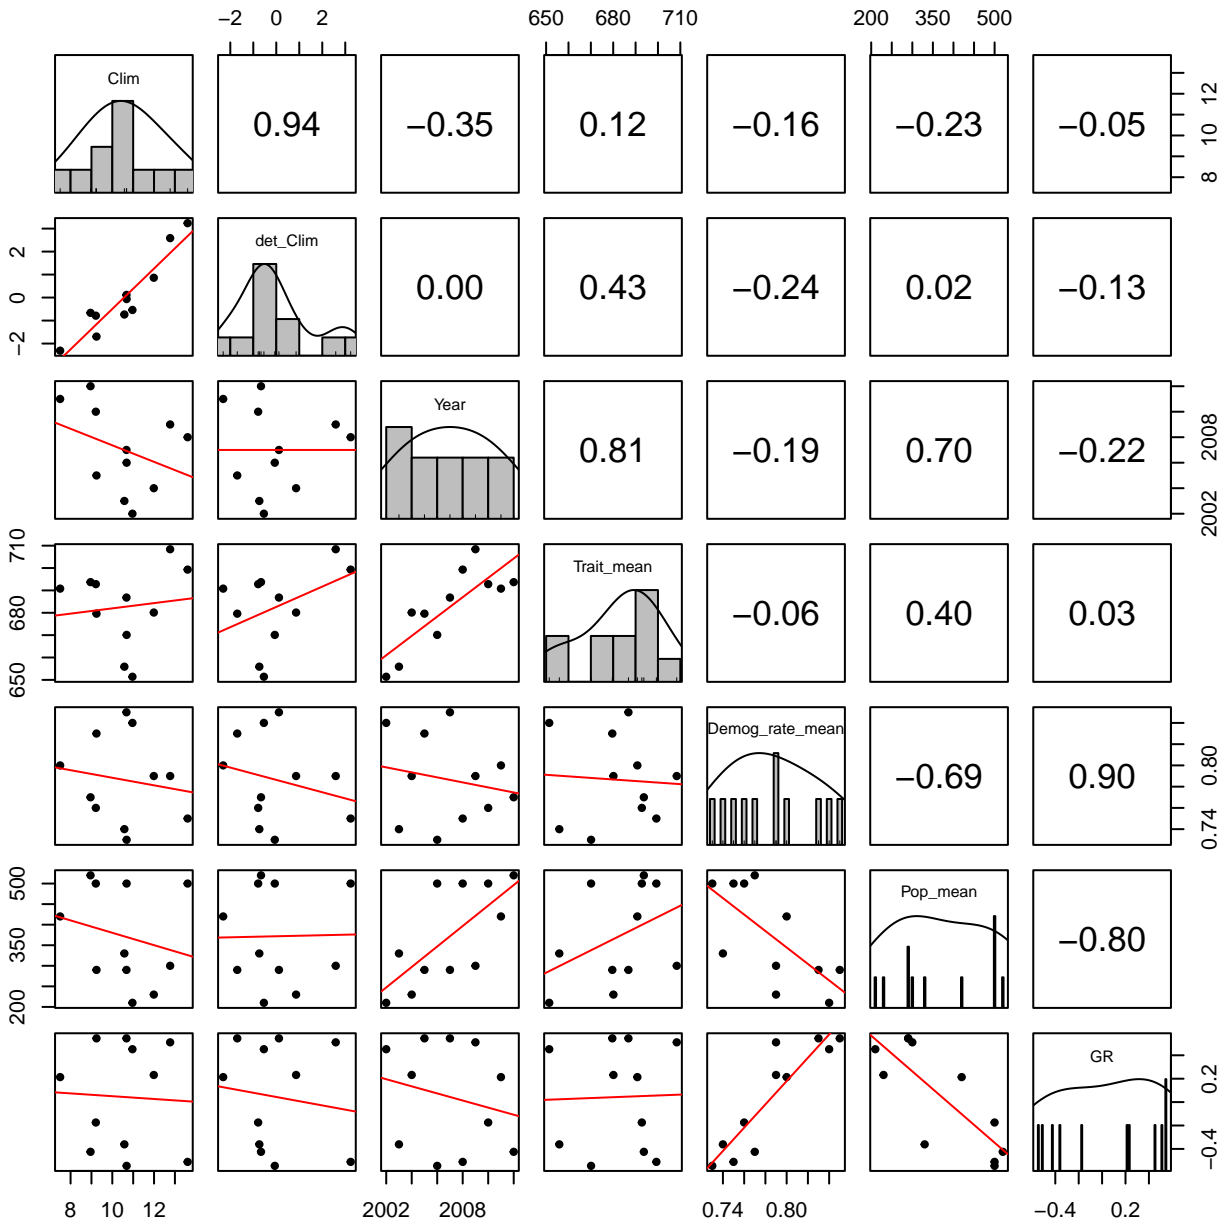 −2 0 2 650 680 710 200 350 500
Clim 0.94 −0.35 0.12 −0.16 −0.23 −0.05 8 10 12
−2 0 2 det_Clim 0.00 0.43 −0.24 0.02 −0.13
Year 0.81 −0.19 0.70 −0.22 2002 2008
650 680 710 Trait_mean −0.06 0.40 0.03
Demog_rate_mean −0.69 0.90 0.74 0.80
200 350 500 Pop_mean −0.80
GR −0.4 0.2
8 10 12 2002 2008 0.74 0.80 −0.4 0.2